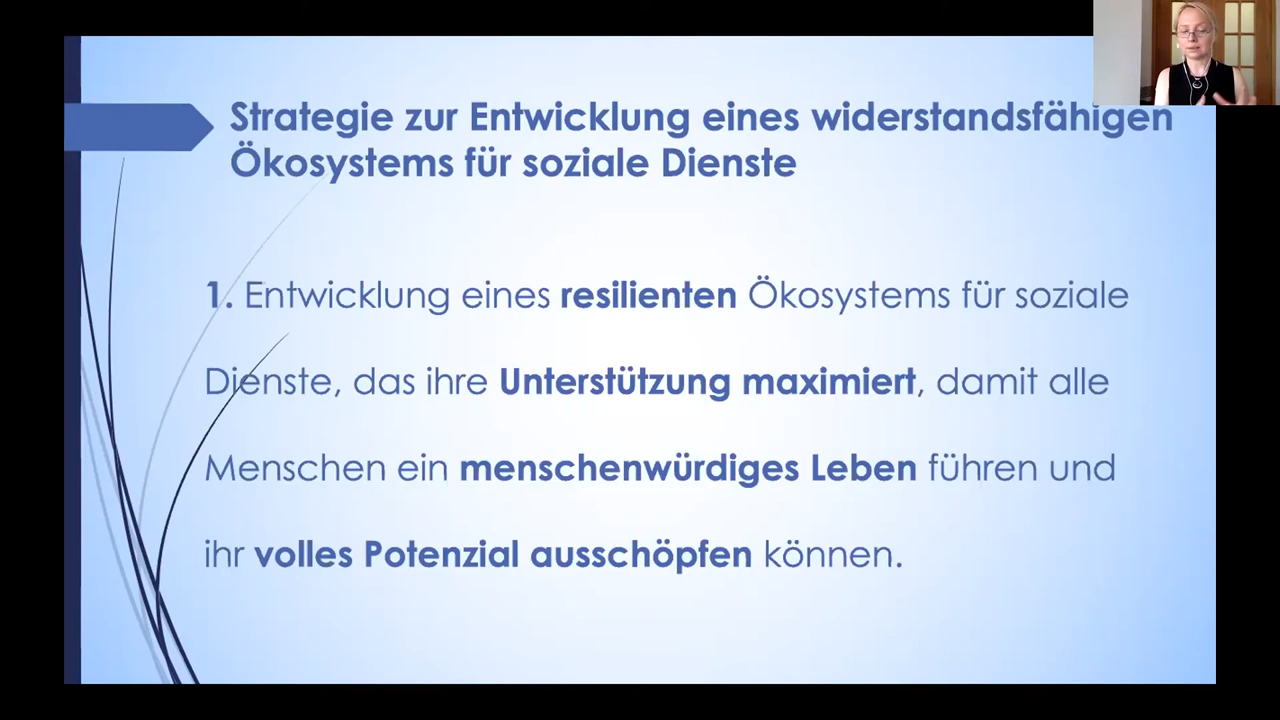 Strategie zur Entwicklung eines widerstandsfähigen
Ökosystems für soziale Dienste
1. Entwicklung eines resilienten Ökosystems für soziale
Dienste, das ihre Unterstützung maximiert, damit alle
Menschen ein menschenwürdiges Leben führen und
ihr volles Potenzial ausschöpfen können.